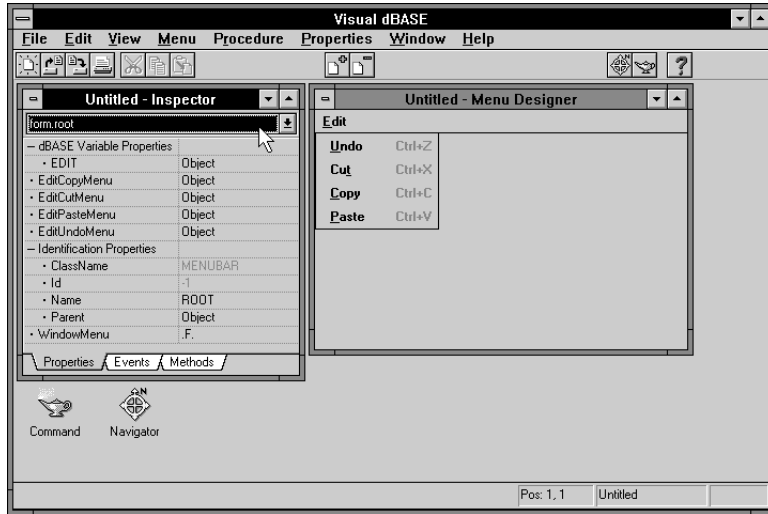 Visual dBASE
File Edit View Menu Procedure Properties Window Help
Untitled - Inspector
form.root
dBASE Variable Properties
EDIT Object
EditCopyMenu Object
EditCutMenu Object
EditPasteMenu Object
EditUndoMenu Object
Identification Properties
ClassName MENUBAR
Id -1
Name ROOT
Parent Object
WindowMenu .F.
Properties Events Methods
Untitled - Menu Designer
Edit
Undo Ctrl+Z
Cut Ctrl+X
Copy Ctrl+C
Paste Ctrl+V
N
Command Navigator
Pos: 1, 1 Untitled